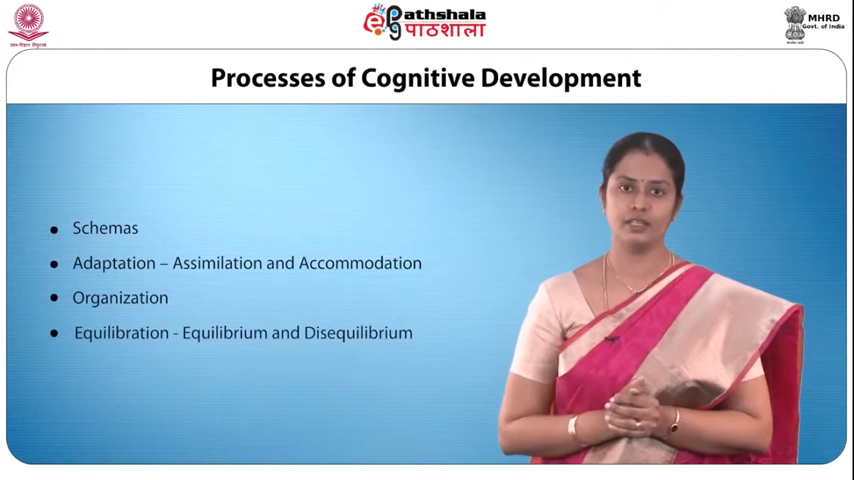 ePathshala
पाठशाला
MHRD
Govt. of India
Processes of Cognitive Development
● Schemas
● Adaptation – Assimilation and Accommodation
● Organization
● Equilibration - Equilibrium and Disequilibrium